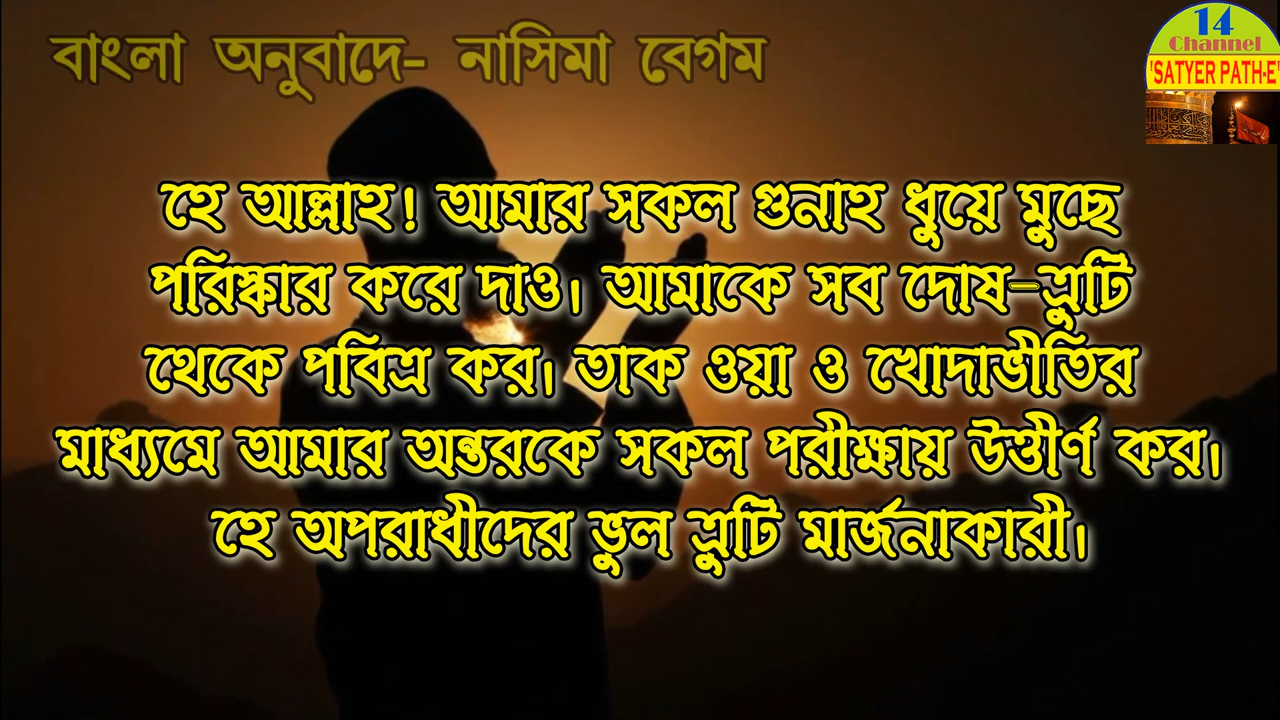 বাংলা অনুবাদে- নাসিমা বেগম
14
Channel
'SATYER PATH-E'
হে আল্লাহ! আমার সকল গুনাহ ধুয়ে মুছে
পরিস্কার করে দাও। আমাকে সব দোষ-ত্রুটি
থেকে পবিত্র কর। তাক ওয়া ও খোদাভীতির
মাধ্যমে আমার অন্তরকে সকল পরীক্ষায় উত্তীর্ণ কর।
হে অপরাধীদের ভুল ত্রুটি মার্জনাকারী।